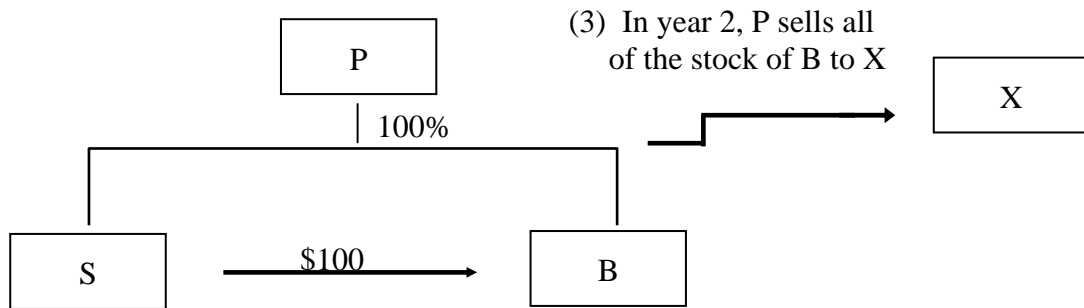 (3) In year 2, P sells all
of the stock of B to X
P
X
100%
S
$100
B